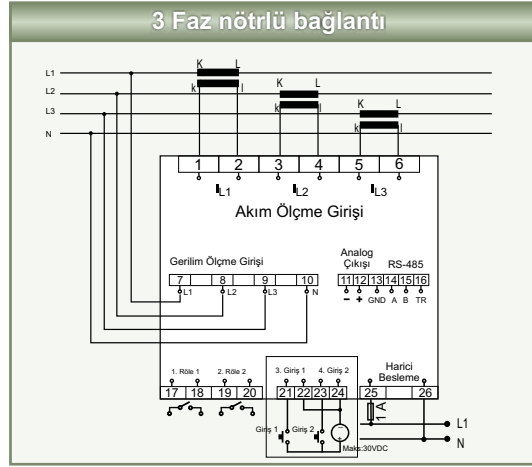 3 Faz nötrlü bağlantı
K L
L1
k l
K L
L2
k l
K L
L3
k l
N
1 2 3 4 5 6
IL1 IL2 IL3
Akım Ölçme Girişi
Gerilim Ölçme Girişi
Analog Çıkışı
RS-485
7 8 9 10
11 12 13 14 15 16
L1 L2 L3 N
− + GND A B TR
1. Röle 1 2. Röle 2
3. Giriş 1 4. Giriş 2
Harici Besleme
17 18 19 20
21 22 23 24
25 26
Giriş 1 Giriş 2
1 A
L1
Maks:30VDC
N